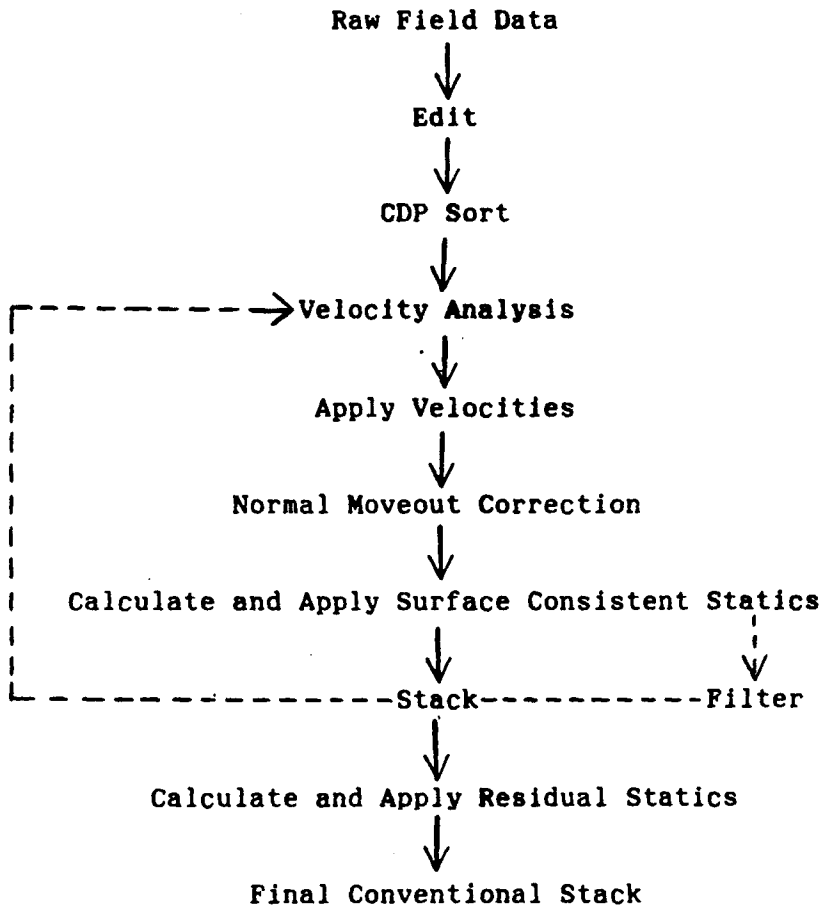 Raw Field Data
Edit
CDP Sort
Velocity Analysis
Apply Velocities
Normal Moveout Correction
Calculate and Apply Surface Consistent Statics
Stack
Filter
Calculate and Apply Residual Statics
Final Conventional Stack